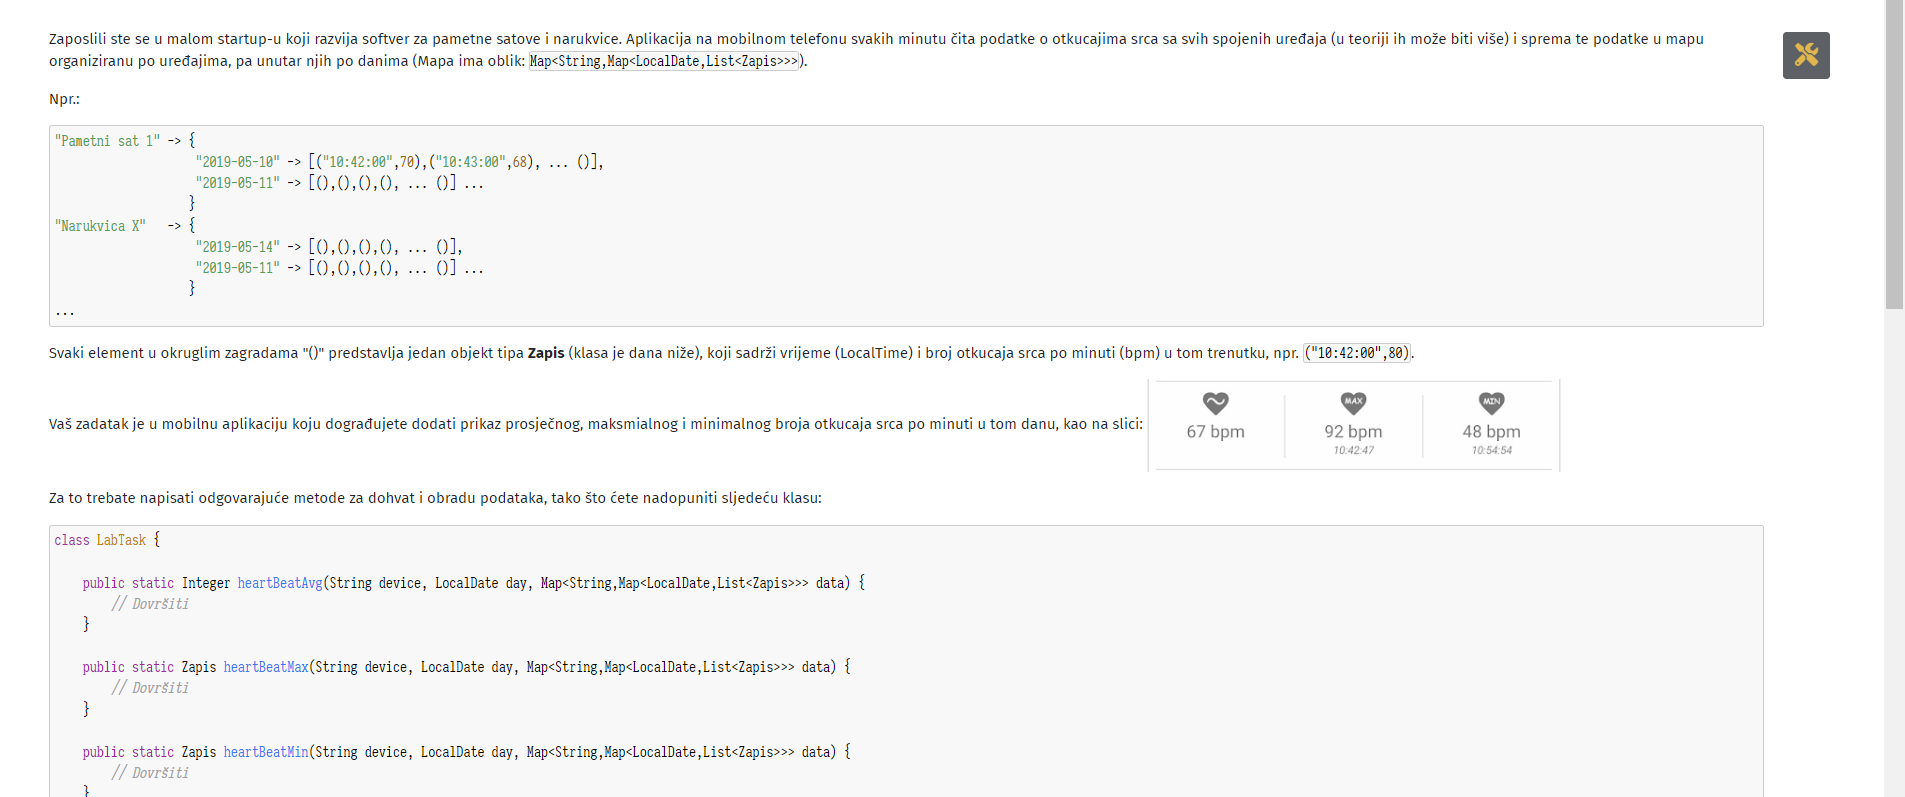 Zaposlili ste se u malom startup-u koji razvija softver za pametne satove i narukvice. Aplikacija na mobilnom telefonu svakih minutu čita podatke o otkucajima srca sa svih spojenih uređaja (u teoriji ih može biti više) i sprema te podatke u mapu
organiziranu po uređajima, pa unutar njih po danima (Mapa ima oblik: Map<String,Map<LocalDate,List<Zapis>>>).
Npr.:
"Pametni sat 1" -> {
"2019-05-10" -> [("10:42:00",70),("10:43:00",68), ... ()],
"2019-05-11" -> [(),(),(),(), ... ()] ...
}
"Narukvica X" -> {
"2019-05-14" -> [(),(),(),(), ... ()],
"2019-05-11" -> [(),(),(),(), ... ()] ...
}
...
Svaki element u okruglim zagradama "()" predstavlja jedan objekt tipa Zapis (klasa je dana niže), koji sadrži vrijeme (LocalTime) i broj otkucaja srca po minuti (bpm) u tom trenutku, npr. ("10:42:00",80).
MAX MIN
Vaš zadatak je u mobilnu aplikaciju koju dograđujete dodati prikaz prosječnog, maksmialnog i minimalnog broja otkucaja srca po minuti u tom danu, kao na slici: 67 bpm 92 bpm 48 bpm
10:42:47 10:54:54
Za to trebate napisati odgovarajuće metode za dohvat i obradu podataka, tako što ćete nadopuniti sljedeću klasu:
class LabTask {
public static Integer heartBeatAvg(String device, LocalDate day, Map<String,Map<LocalDate,List<Zapis>>> data) {
// Dovršiti
}
public static Zapis heartBeatMax(String device, LocalDate day, Map<String,Map<LocalDate,List<Zapis>>> data) {
// Dovršiti
}
public static Zapis heartBeatMin(String device, LocalDate day, Map<String,Map<LocalDate,List<Zapis>>> data) {
// Dovršiti
}